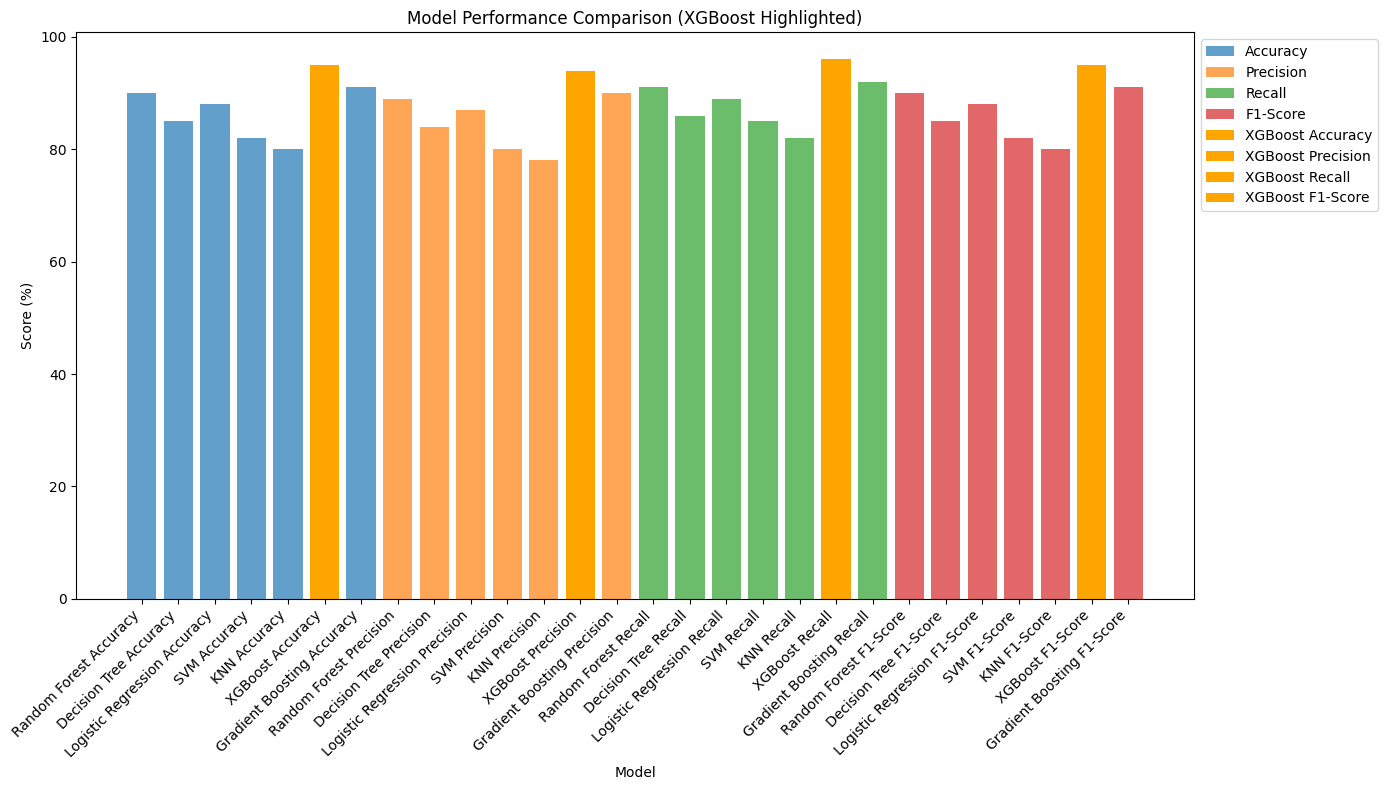 Model Performance Comparison (XGBoost Highlighted)
100
80
60
40
20
0
Score (%)
Accuracy
Precision
Recall
F1-Score
XGBoost Accuracy
XGBoost Precision
XGBoost Recall
XGBoost F1-Score
Random Forest Accuracy
Decision Tree Accuracy
Logistic Regression Accuracy
SVM Accuracy
KNN Accuracy
XGBoost Accuracy
Gradient Boosting Accuracy
Random Forest Precision
Decision Tree Precision
Logistic Regression Precision
SVM Precision
KNN Precision
XGBoost Precision
Gradient Boosting Precision
Random Forest Recall
Decision Tree Recall
Logistic Regression Recall
SVM Recall
KNN Recall
XGBoost Recall
Gradient Boosting Recall
Random Forest F1-Score
Decision Tree F1-Score
Logistic Regression F1-Score
SVM F1-Score
KNN F1-Score
XGBoost F1-Score
Gradient Boosting F1-Score
Model